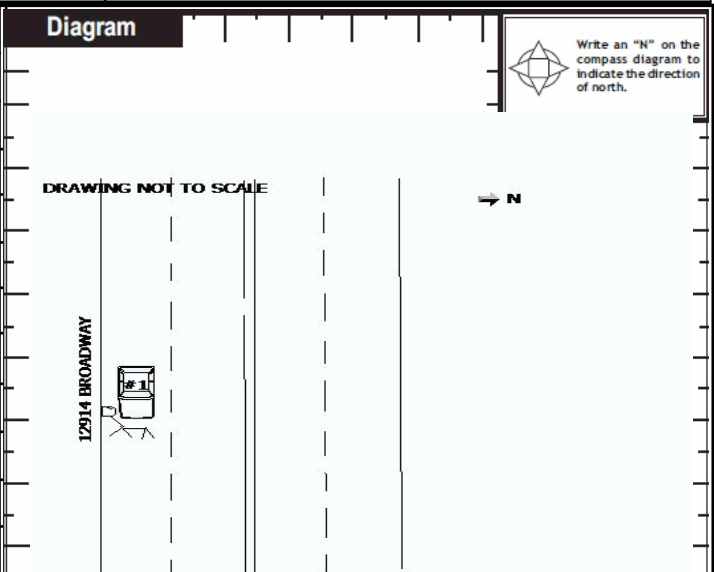 Diagram
Write an “N” on the
compass diagram to
indicate the direction
of north.
DRAWING NOT TO SCALE
N
12914 BROADWAY
#1